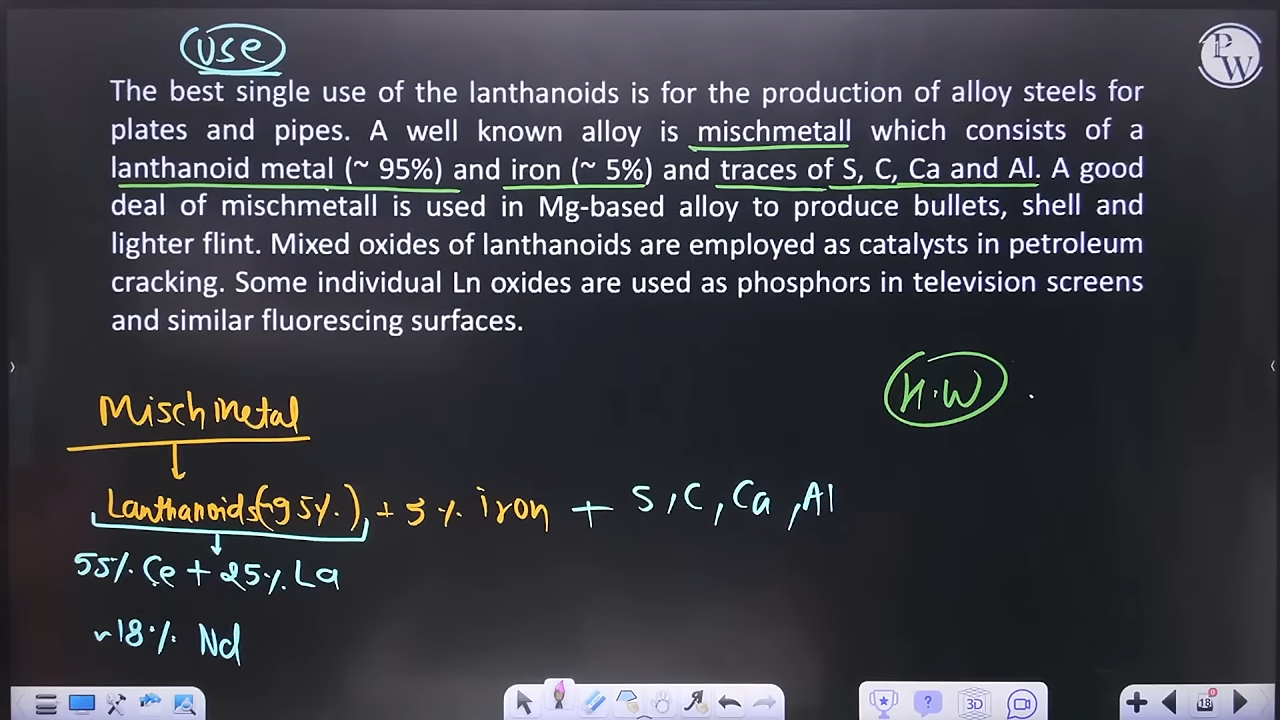 USE
PW
The best single use of the lanthanoids is for the production of alloy steels for
plates and pipes. A well known alloy is mischmetall which consists of a
lanthanoid metal (~ 95%) and iron (~ 5%) and traces of S, C, Ca and Al. A good
deal of mischmetall is used in Mg-based alloy to produce bullets, shell and
lighter flint. Mixed oxides of lanthanoids are employed as catalysts in petroleum
cracking. Some individual Ln oxides are used as phosphors in television screens
and similar fluorescing surfaces.
H.W
Mischmetal
Lanthanoids(~95%) + 5% iron + S, C, Ca, Al
55% Ce + 25% La
~18% Nd
3D
18